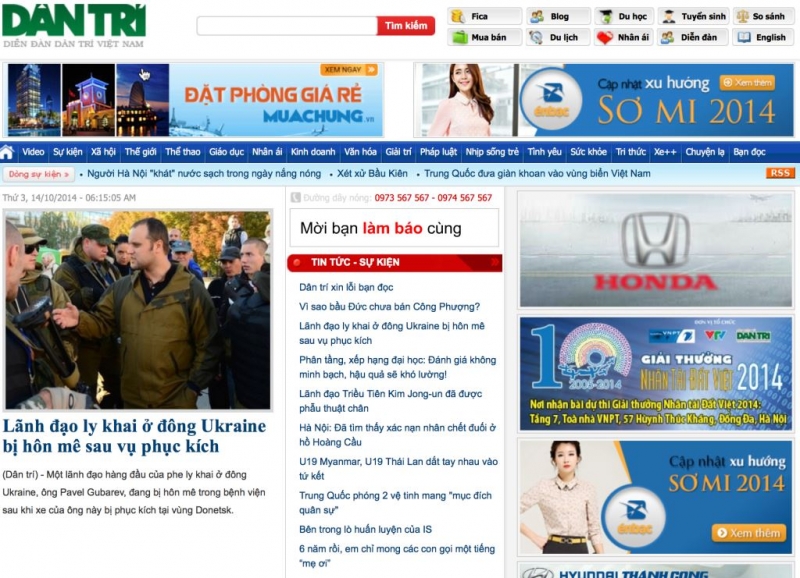 DÂN TRÍ
DIỄN ĐÀN DÂN TRÍ VIỆT NAM
Tìm kiếm
Fica
Blog
Du học
Tuyển sinh
So sánh
Mua bán
Du lịch
Nhân ái
Diễn đàn
English
XEM NGAY
ĐẶT PHÒNG GIÁ RẺ
MUACHUNG.vn
enbac
Cập nhật xu hướng
Xem thêm
SƠ MI 2014
Video Sự kiện Xã hội Thế giới Thể thao Giáo dục Nhân ái Kinh doanh Văn hóa Giải trí Pháp luật Nhịp sống trẻ Tình yêu Sức khỏe Tri thức Xe++ Chuyện lạ Bạn đọc
Dòng sự kiện » • Người Hà Nội "khát" nước sạch trong ngày nắng nóng • Xét xử Bầu Kiên • Trung Quốc đưa giàn khoan vào vùng biển Việt Nam RSS
Thứ 3, 14/10/2014 - 06:15:05 AM
Lãnh đạo ly khai ở đông Ukraine
bị hôn mê sau vụ phục kích
(Dân trí) - Một lãnh đạo hàng đầu của phe ly khai ở đông
Ukraine, ông Pavel Gubarev, đang bị hôn mê trong bệnh viện
sau khi xe của ông này bị phục kích tại vùng Donetsk.
Đường dây nóng: 0973 567 567 - 0974 567 567
Mời bạn làm báo cùng
TIN TỨC - SỰ KIỆN
Dân trí xin lỗi bạn đọc
Vì sao bầu Đức chưa bán Công Phượng?
Lãnh đạo ly khai ở đông Ukraine bị hôn mê
sau vụ phục kích
Phân tầng, xếp hạng đại học: Đánh giá không
minh bạch, hậu quả sẽ khó lường!
Lãnh đạo Triều Tiên Kim Jong-un đã được
phẫu thuật chân
Hà Nội: Đã tìm thấy xác nạn nhân chết đuối ở
hồ Hoàng Cầu
U19 Myanmar, U19 Thái Lan dắt tay nhau vào
tứ kết
Trung Quốc phóng 2 vệ tinh mang "mục đích
quân sự"
Bên trong lò huấn luyện của IS
6 năm rồi, em chỉ mong các con gọi một tiếng
"mẹ ơi"
HONDA
10
2005-2014
ĐƠN VỊ TỔ CHỨC
VNPT VTV DÂN TRÍ
GIẢI THƯỞNG
NHÂN TÀI ĐẤT VIỆT 2014
Nơi nhận bài dự thi Giải thưởng Nhân tài Đất Việt 2014:
Tầng 7, Toà nhà VNPT, 57 Huỳnh Thúc Kháng, Đống Đa, Hà Nội
Cập nhật xu hướng
SƠ MI 2014
enbac
Xem thêm
HYUNDAI THÀNH CÔNG